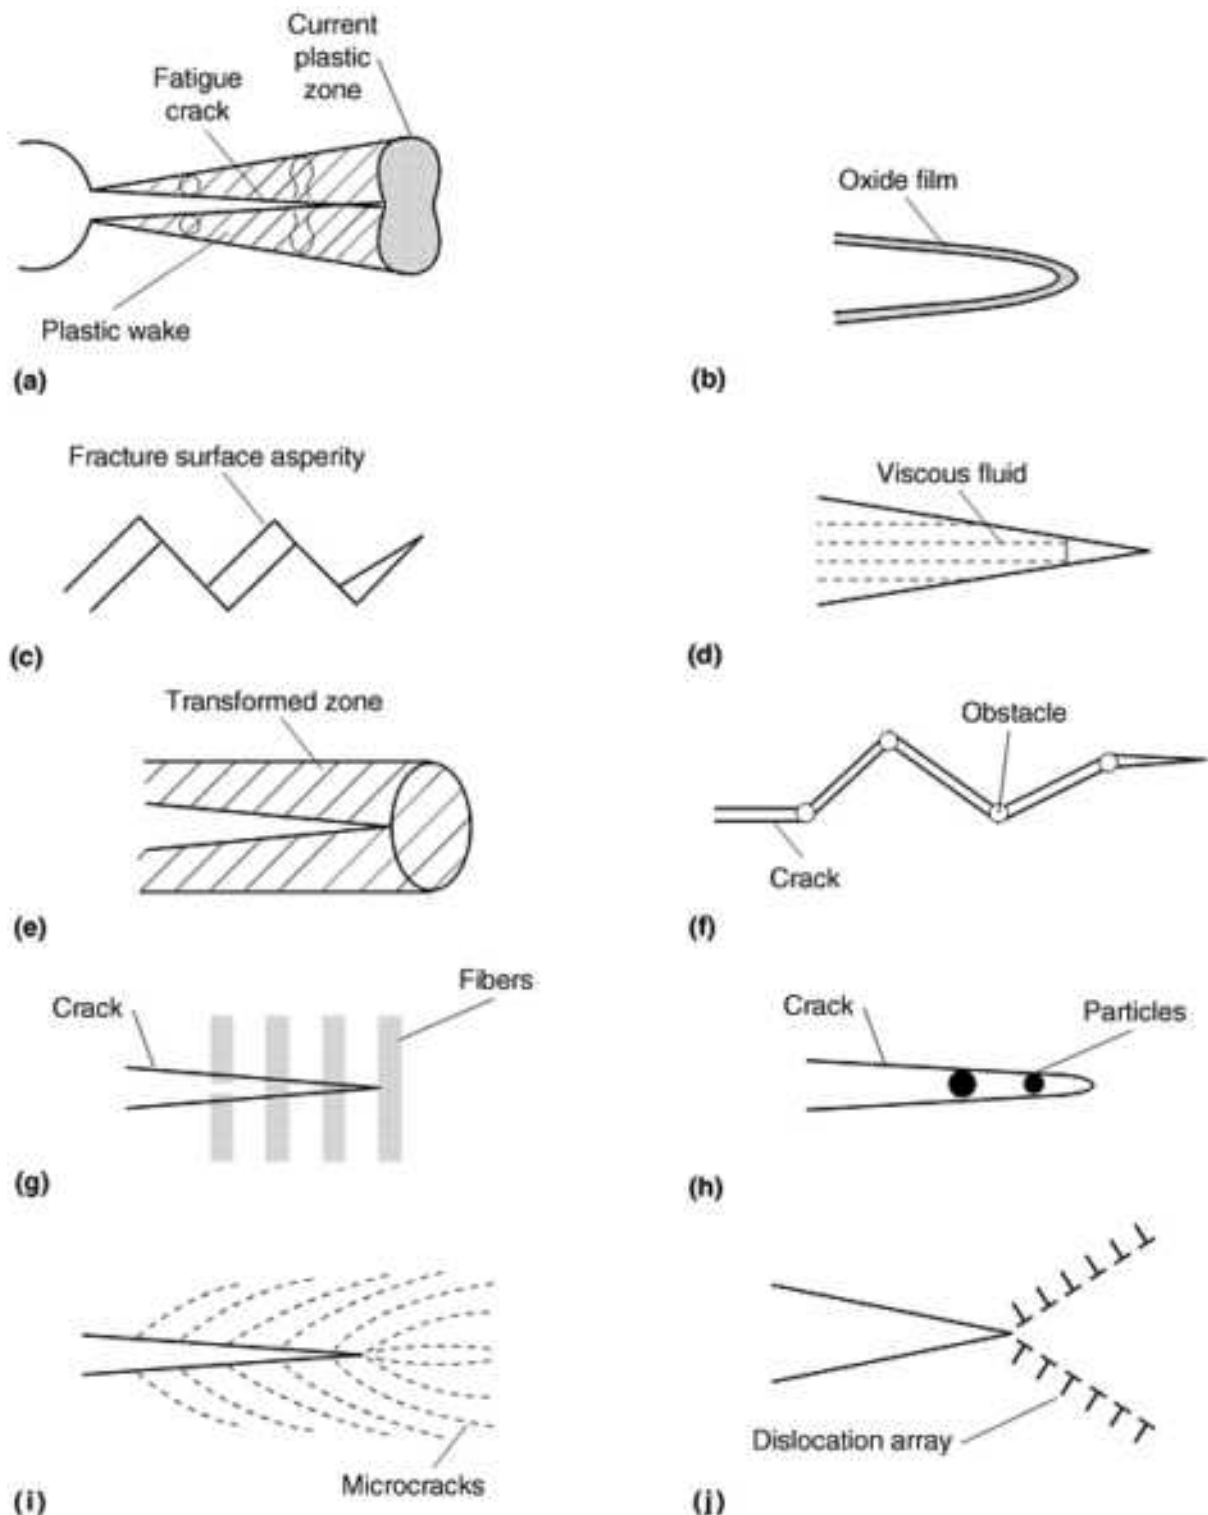 Current
plastic
zone
Fatigue
crack
Plastic wake
(a)
Oxide film
(b)
Fracture surface asperity
(c)
Viscous fluid
(d)
Transformed zone
(e)
Obstacle
Crack
(f)
Crack
Fibers
(g)
Crack
Particles
(h)
Microcracks
(i)
Dislocation array
(j)